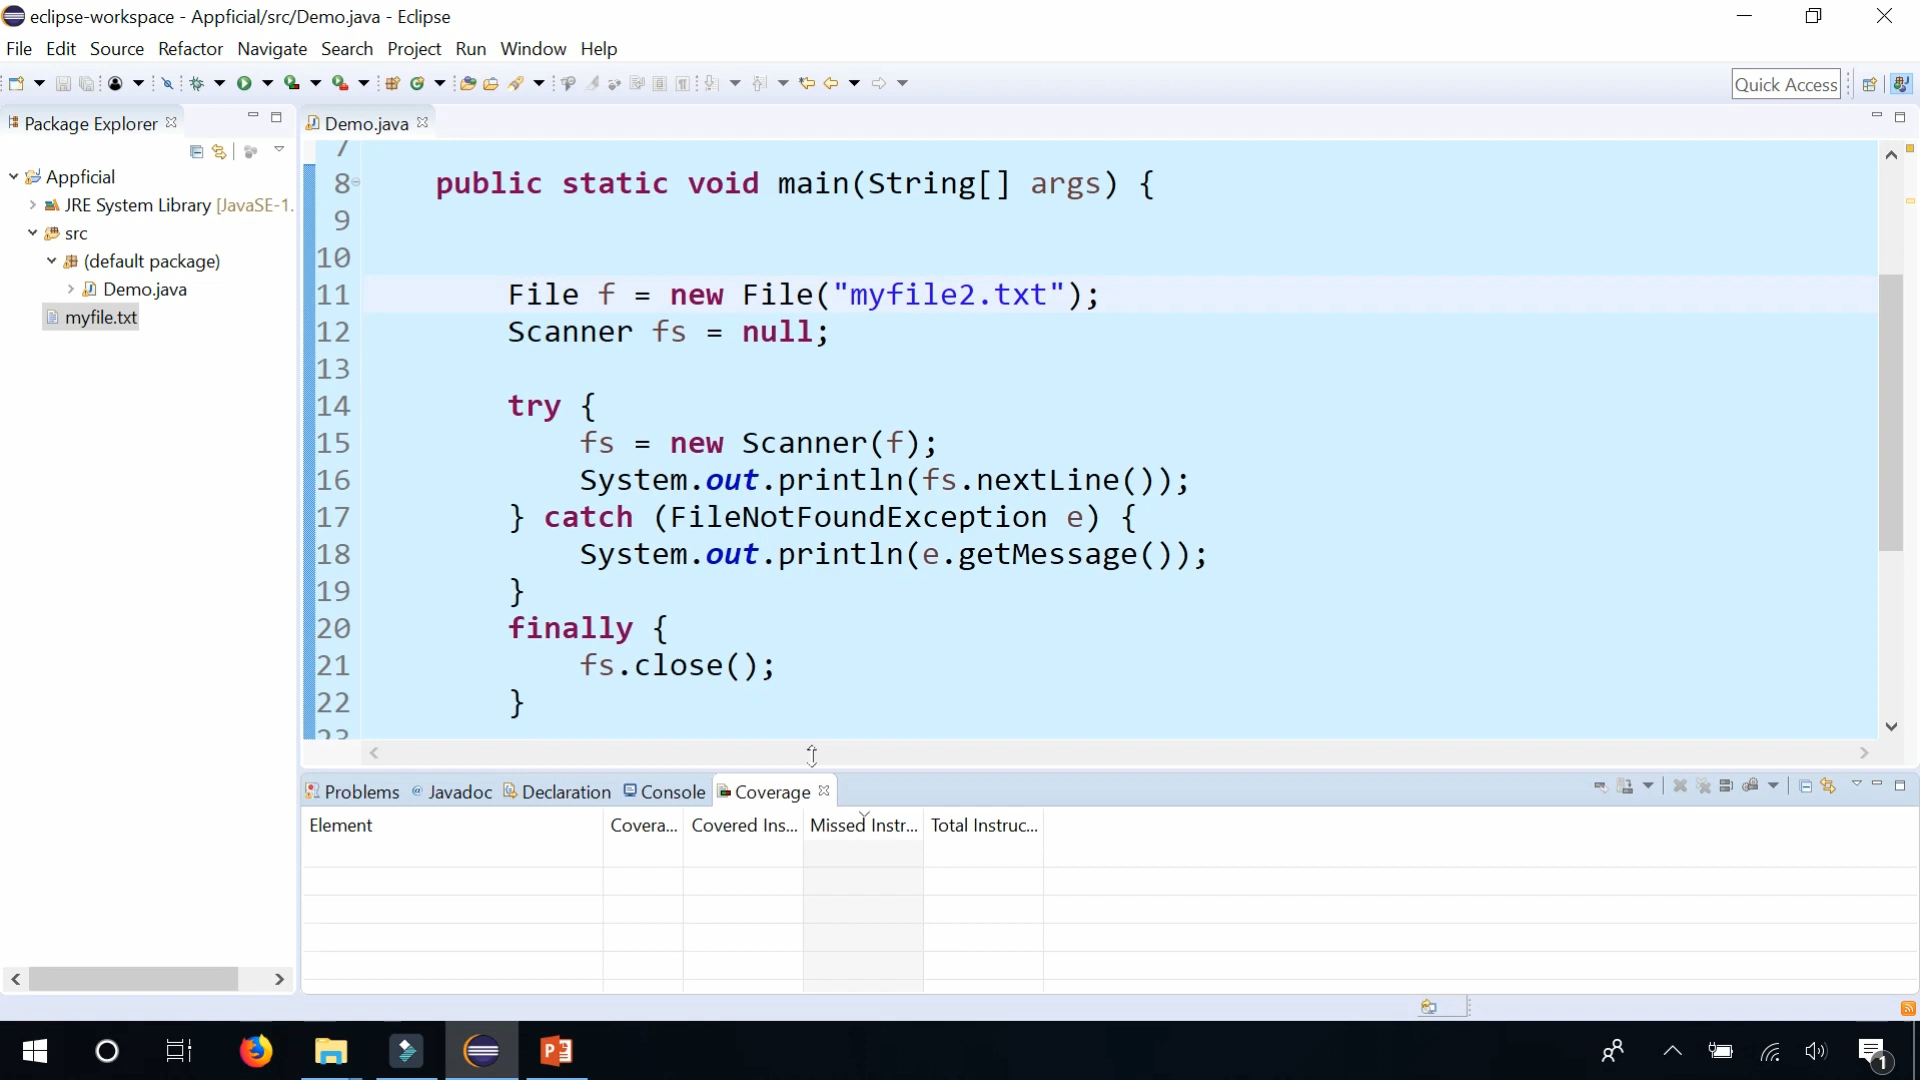 eclipse-workspace - Appficial/src/Demo.java - Eclipse
File Edit Source Refactor Navigate Search Project Run Window Help
Quick Access
Package Explorer
Demo.java
Appficial
JRE System Library [JavaSE-1.
src
(default package)
Demo.java
myfile.txt
7
8 public static void main(String[] args) {
9
10
11 File f = new File("myfile2.txt");
12 Scanner fs = null;
13
14 try {
15 fs = new Scanner(f);
16 System.out.println(fs.nextLine());
17 } catch (FileNotFoundException e) {
18 System.out.println(e.getMessage());
19 }
20 finally {
21 fs.close();
22 }
23
Problems Javadoc Declaration Console Coverage
Element Covera... Covered Ins... Missed Instr... Total Instruc...
1